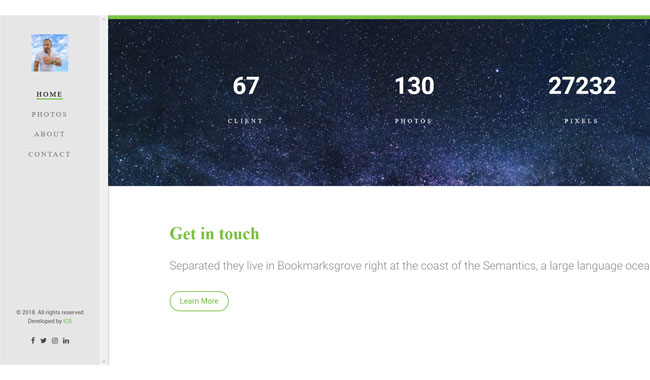 HOME
PHOTOS
ABOUT
CONTACT
© 2018. All rights reserved
Developed by ICS
67
CLIENT
130
PHOTOS
27232
PIXELS
Get in touch
Separated they live in Bookmarksgrove right at the coast of the Semantics, a large language ocea
Learn More